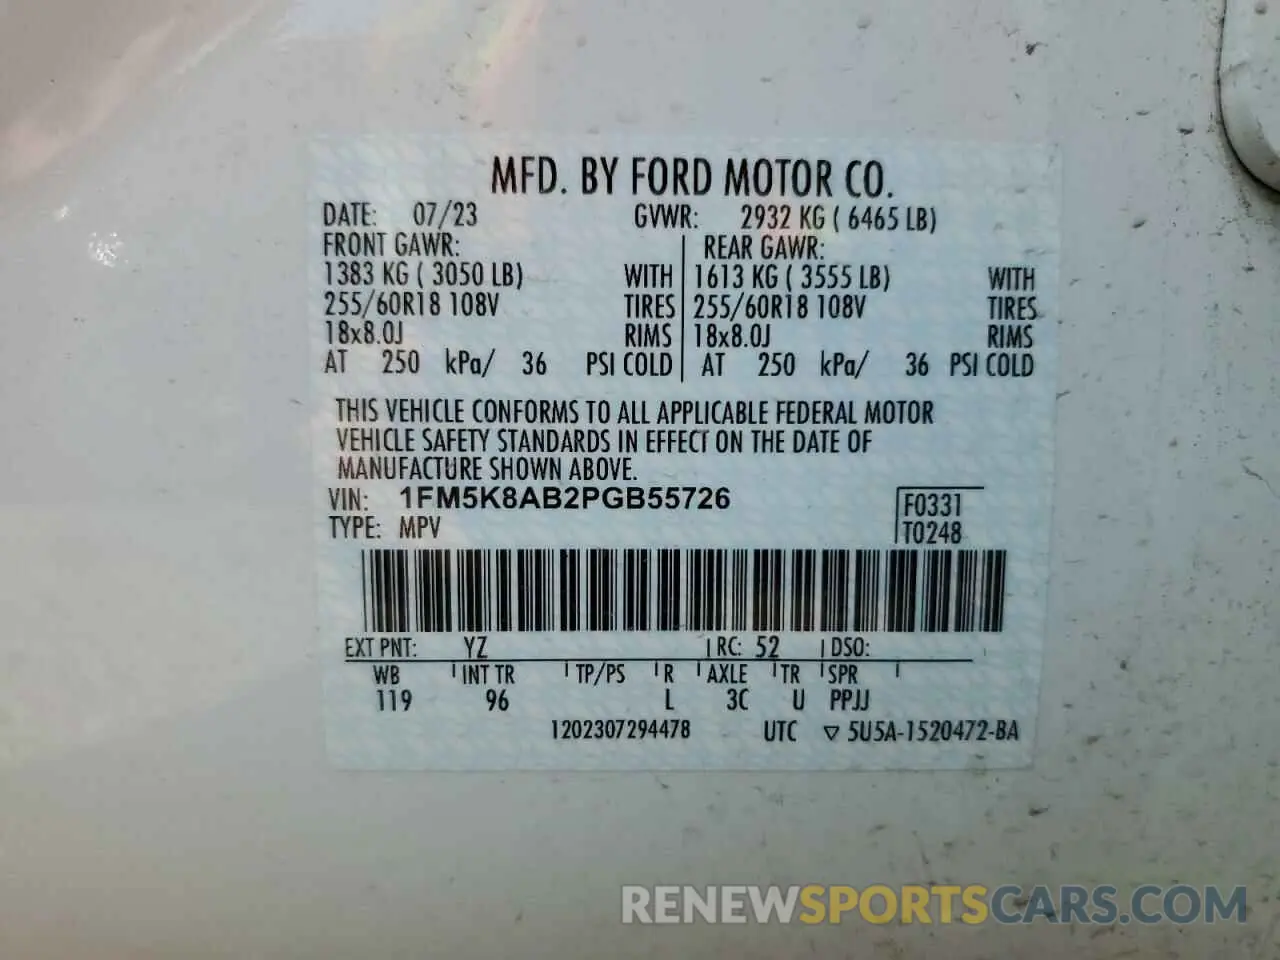 MFD. BY FORD MOTOR CO.
DATE: 07/23 GVWR: 2932 KG ( 6465 LB)
FRONT GAWR: REAR GAWR:
1383 KG ( 3050 LB) WITH 1613 KG ( 3555 LB) WITH
255/60R18 108V TIRES 255/60R18 108V TIRES
18x8.0J RIMS 18x8.0J RIMS
AT 250 kPa/ 36 PSI COLD AT 250 kPa/ 36 PSI COLD
THIS VEHICLE CONFORMS TO ALL APPLICABLE FEDERAL MOTOR
VEHICLE SAFETY STANDARDS IN EFFECT ON THE DATE OF
MANUFACTURE SHOWN ABOVE.
VIN: 1FM5K8AB2PGB55726 F0331
TYPE: MPV T0248
EXT PNT: YZ RC: 52 DSO:
WB INT TR TP/PS R AXLE TR SPR
119 96 L 3C U PPJJ
1202307294478 UTC ▽ 5U5A-1520472-BA
RENEWSPORTSCARS.COM